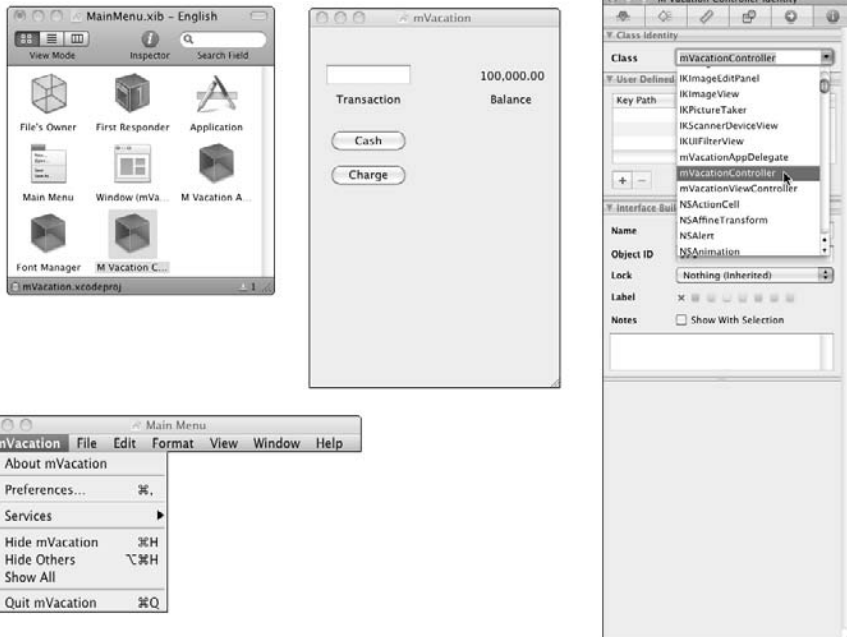 MainMenu.xib – English
View Mode
Inspector
Search Field
File's Owner
First Responder
Application
Main Menu
Window (mVa...
M Vacation A...
Font Manager
M Vacation C...
mVacation.xcodeproj
1
mVacation
100,000.00
Transaction
Balance
Cash
Charge
M Vacation Controller Identity
Class Identity
Class
mVacationController
User Defined
Key Path
IKImageEditPanel
IKImageView
IKPictureTaker
IKScannerDeviceView
IKUIFilterView
mVacationAppDelegate
mVacationController
mVacationViewController
NSActionCell
NSAffineTransform
NSAlert
NSAnimation
Interface Buil
Name
Object ID
Lock
Nothing (Inherited)
Label
Notes
Show With Selection
Main Menu
mVacation File Edit Format View Window Help
About mVacation
Preferences... ⌘,
Services
Hide mVacation ⌘H
Hide Others ⌥⌘H
Show All
Quit mVacation ⌘Q